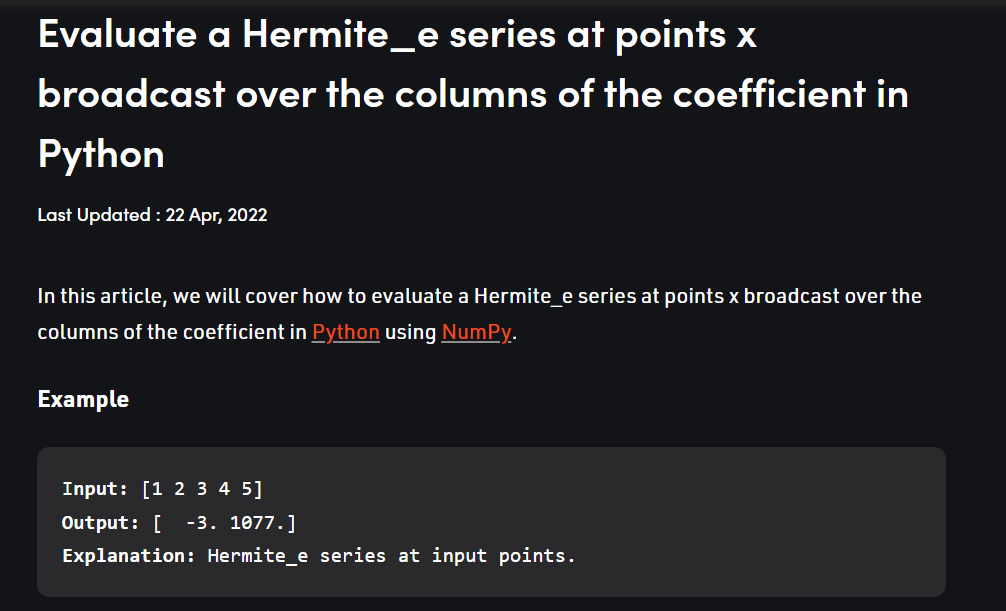 Evaluate a Hermite_e series at points x
broadcast over the columns of the coefficient in
Python
Last Updated : 22 Apr, 2022
In this article, we will cover how to evaluate a Hermite_e series at points x broadcast over the
columns of the coefficient in Python using NumPy.
Example
Input: [1 2 3 4 5]
Output: [  -3. 1077.]
Explanation: Hermite_e series at input points.